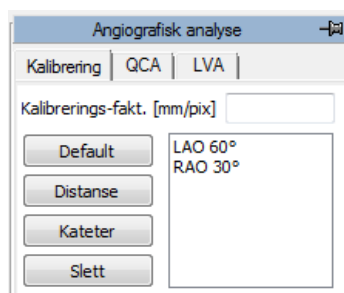 Angiografisk analyse
Kalibrering QCA LVA
Kalibrerings-fakt. [mm/pix]
Default
Distanse
Kateter
Slett
LAO 60°
RAO 30°